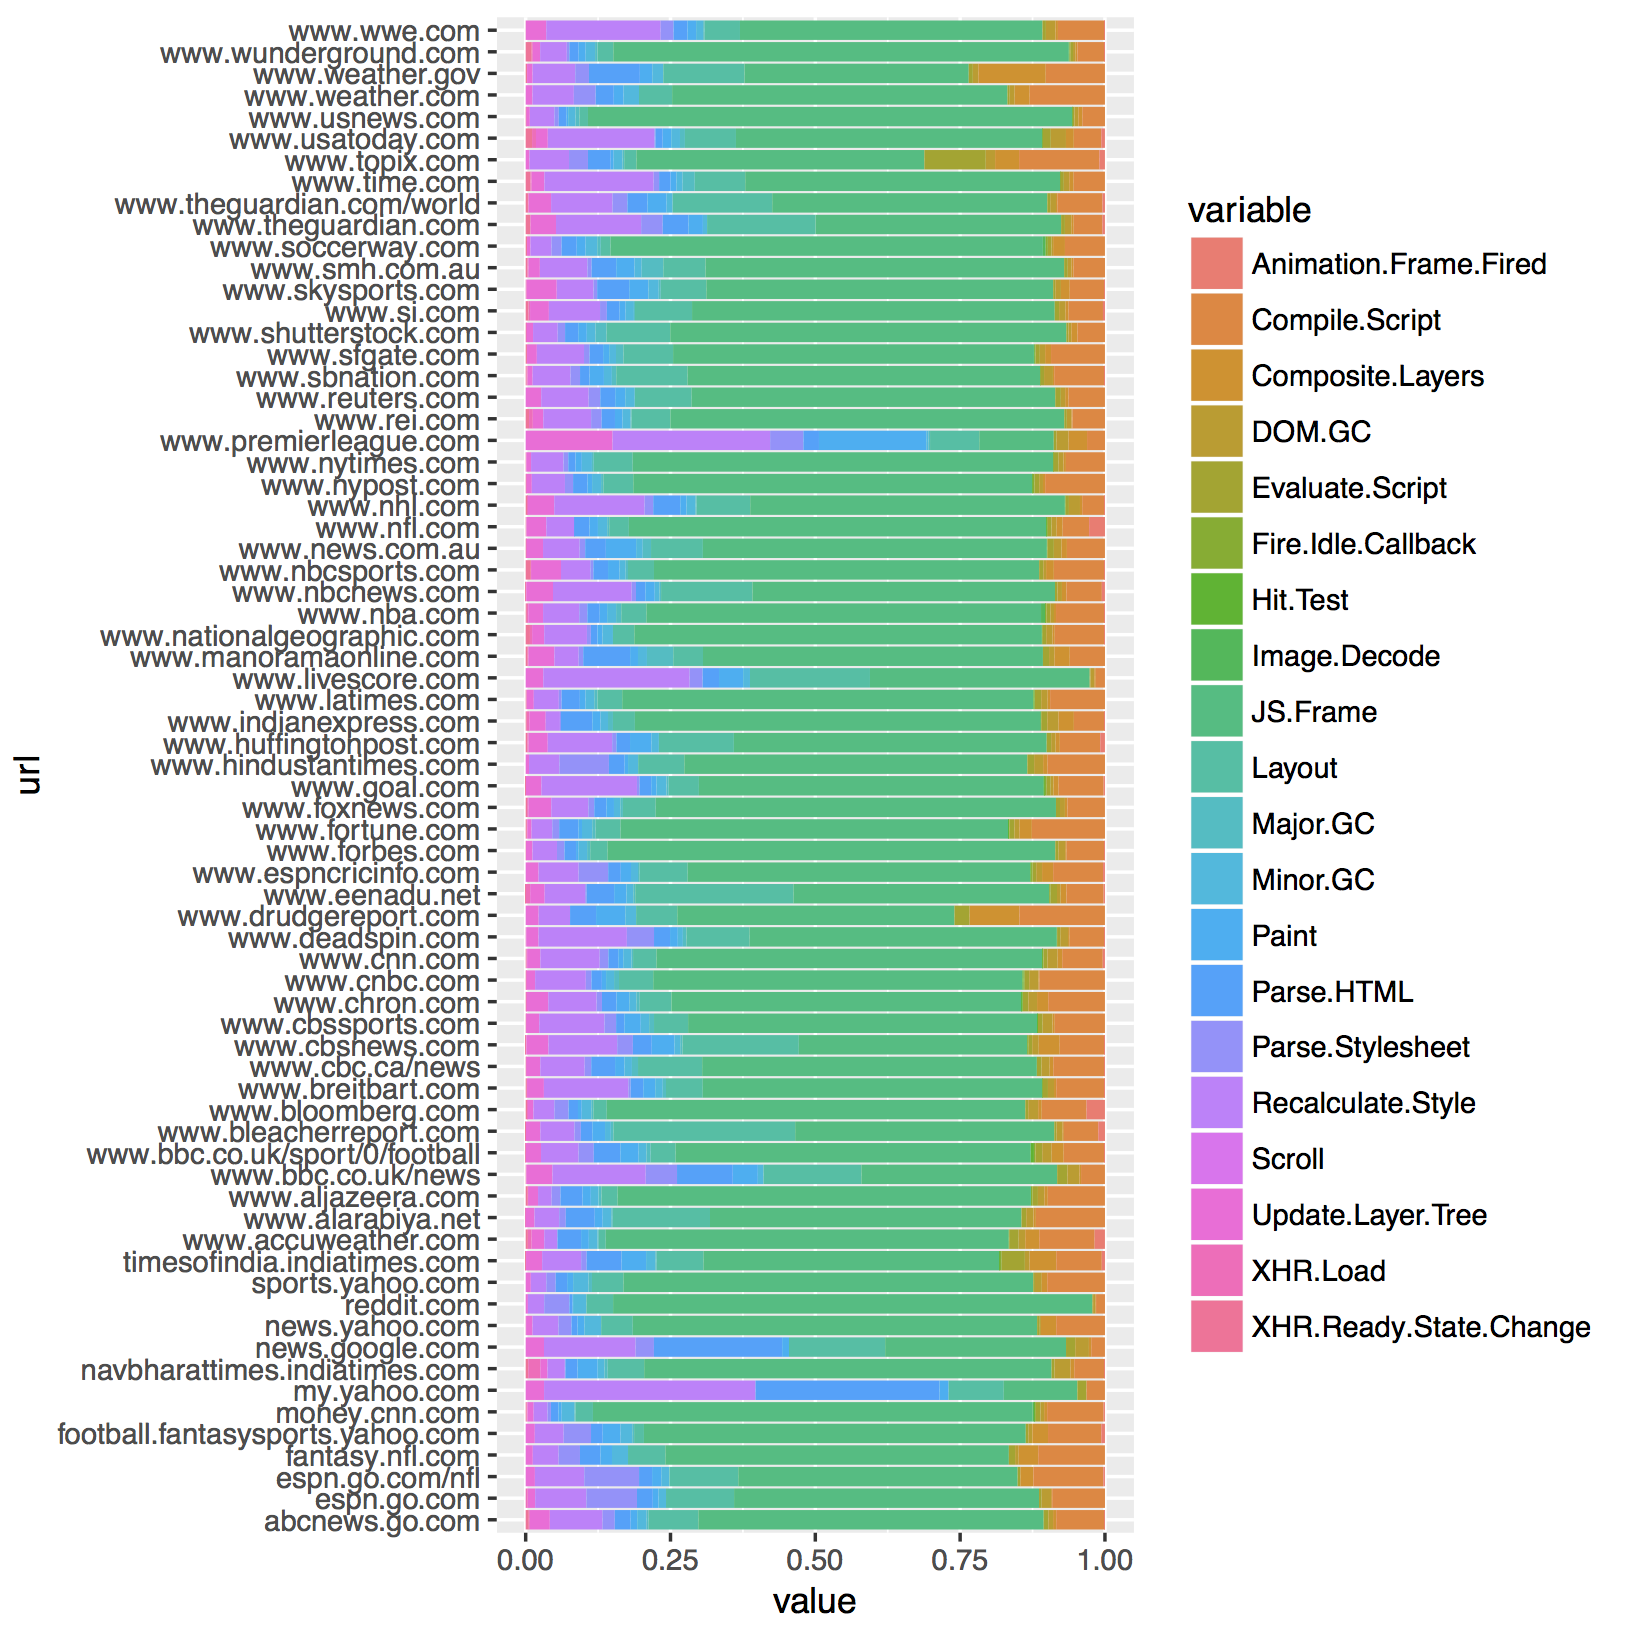 www.wwe.com
www.wunderground.com
www.weather.gov
www.weather.com
www.usnews.com
www.usatoday.com
www.topix.com
www.time.com
www.theguardian.com/world
www.theguardian.com
www.soccerway.com
www.smh.com.au
www.skysports.com
www.si.com
www.shutterstock.com
www.sfgate.com
www.sbnation.com
www.reuters.com
www.rei.com
www.premierleague.com
www.nytimes.com
www.nypost.com
www.nhl.com
www.nfl.com
www.news.com.au
www.nbcsports.com
www.nbcnews.com
www.nba.com
www.nationalgeographic.com
www.manoramaonline.com
www.livescore.com
www.latimes.com
www.indianexpress.com
www.huffingtonpost.com
www.hindustantimes.com
www.goal.com
www.foxnews.com
www.fortune.com
www.forbes.com
www.espncricinfo.com
www.eenadu.net
www.drudgereport.com
www.deadspin.com
www.cnn.com
www.cnbc.com
www.chron.com
www.cbssports.com
www.cbsnews.com
www.cbc.ca/news
www.breitbart.com
www.bloomberg.com
www.bleacherreport.com
www.bbc.co.uk/sport/0/football
www.bbc.co.uk/news
www.aljazeera.com
www.alarabiya.net
www.accuweather.com
timesofindia.indiatimes.com
sports.yahoo.com
reddit.com
news.yahoo.com
news.google.com
navbharattimes.indiatimes.com
my.yahoo.com
money.cnn.com
football.fantasysports.yahoo.com
fantasy.nfl.com
espn.go.com/nfl
espn.go.com
abcnews.go.com
url
0.00 0.25 0.50 0.75 1.00
value
variable
Animation.Frame.Fired
Compile.Script
Composite.Layers
DOM.GC
Evaluate.Script
Fire.Idle.Callback
Hit.Test
Image.Decode
JS.Frame
Layout
Major.GC
Minor.GC
Paint
Parse.HTML
Parse.Stylesheet
Recalculate.Style
Scroll
Update.Layer.Tree
XHR.Load
XHR.Ready.State.Change